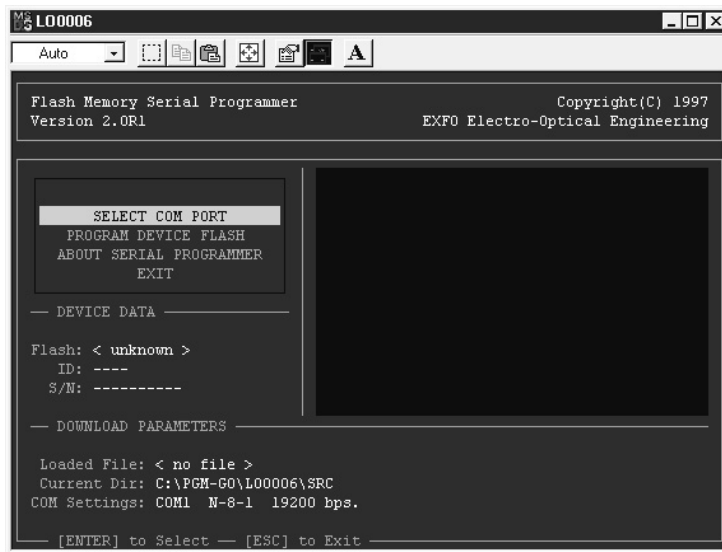 LO0006
Auto
A
Flash Memory Serial Programmer
Copyright(C) 1997
Version 2.0R1
EXFO Electro-Optical Engineering
SELECT COM PORT
PROGRAM DEVICE FLASH
ABOUT SERIAL PROGRAMMER
EXIT
DEVICE DATA
Flash: < unknown >
ID: ----
S/N: ----------
DOWNLOAD PARAMETERS
Loaded File: < no file >
Current Dir: C:\PGM-GO\L00006\SRC
COM Settings: COM1 N-8-1 19200 bps.
[ENTER] to Select — [ESC] to Exit